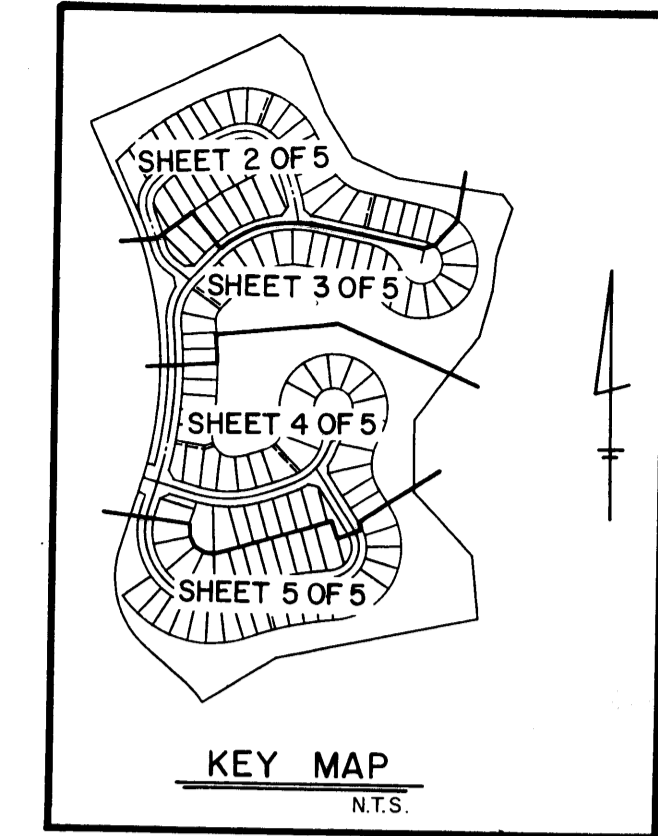 SHEET 2 OF 5
SHEET 3 OF 5
SHEET 4 OF 5
SHEET 5 OF 5
KEY MAP
N.T.S.